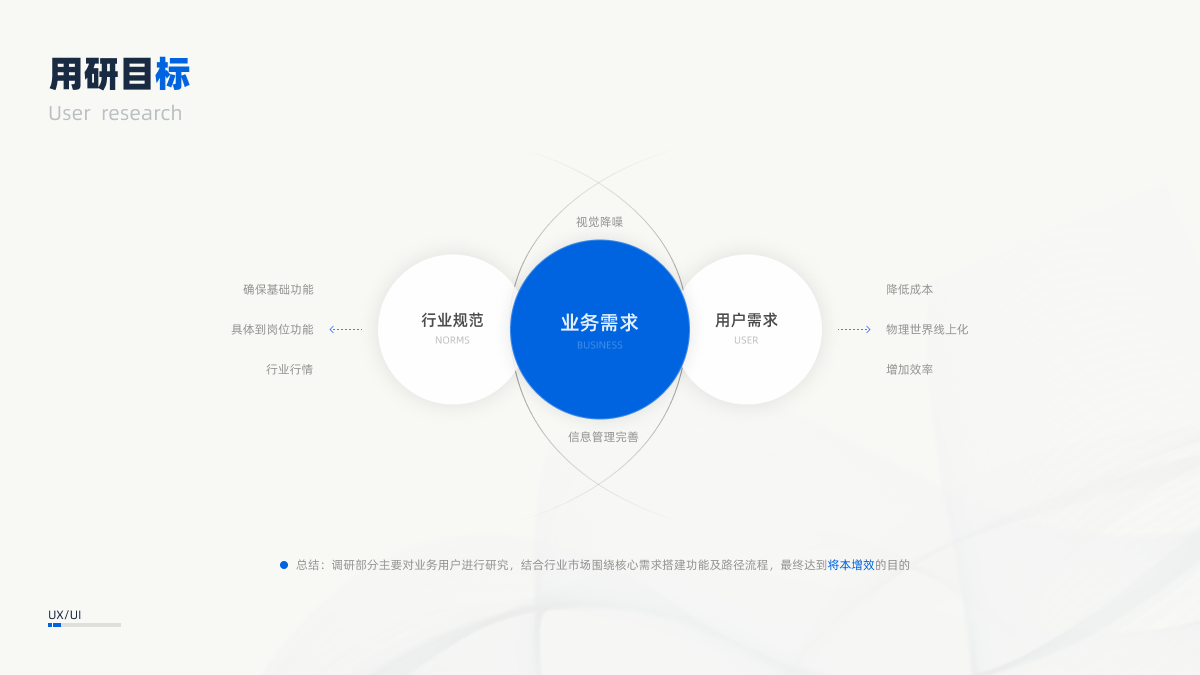 用研目标
User research
视觉降噪
确保基础功能
具体到岗位功能
行业行情
行业规范
NORMS
业务需求
BUSINESS
用户需求
USER
降低成本
物理世界线上化
增加效率
信息管理完善
总结：调研部分主要对业务用户进行研究，结合行业市场围绕核心需求搭建功能及路径流程，最终达到将本增效的目的
UX/UI